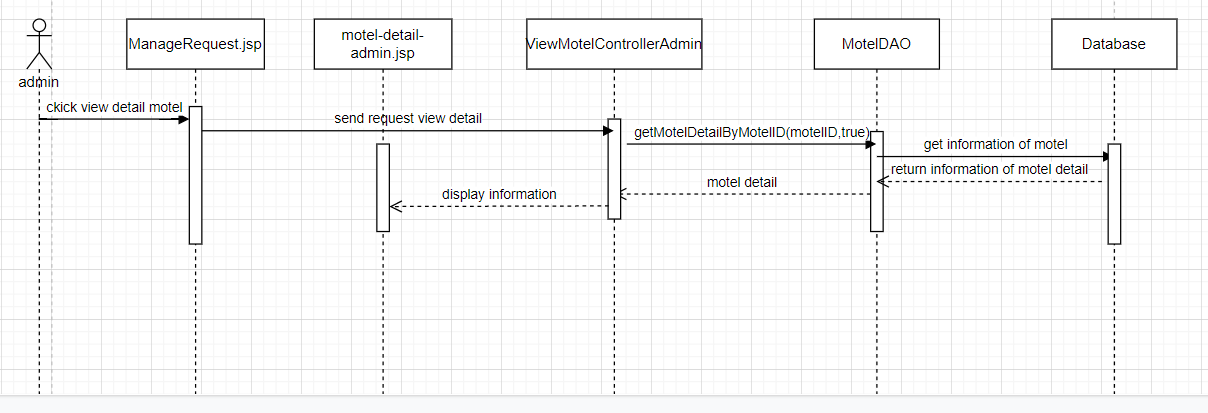 ManageRequest.jsp
motel-detail-
admin.jsp
ViewMotelControllerAdmin
MotelDAO
Database
admin
ckick view detail motel
send request view detail
getMotelDetailByMotelID(motelID,true)
get information of motel
return information of motel detail
motel detail
display information